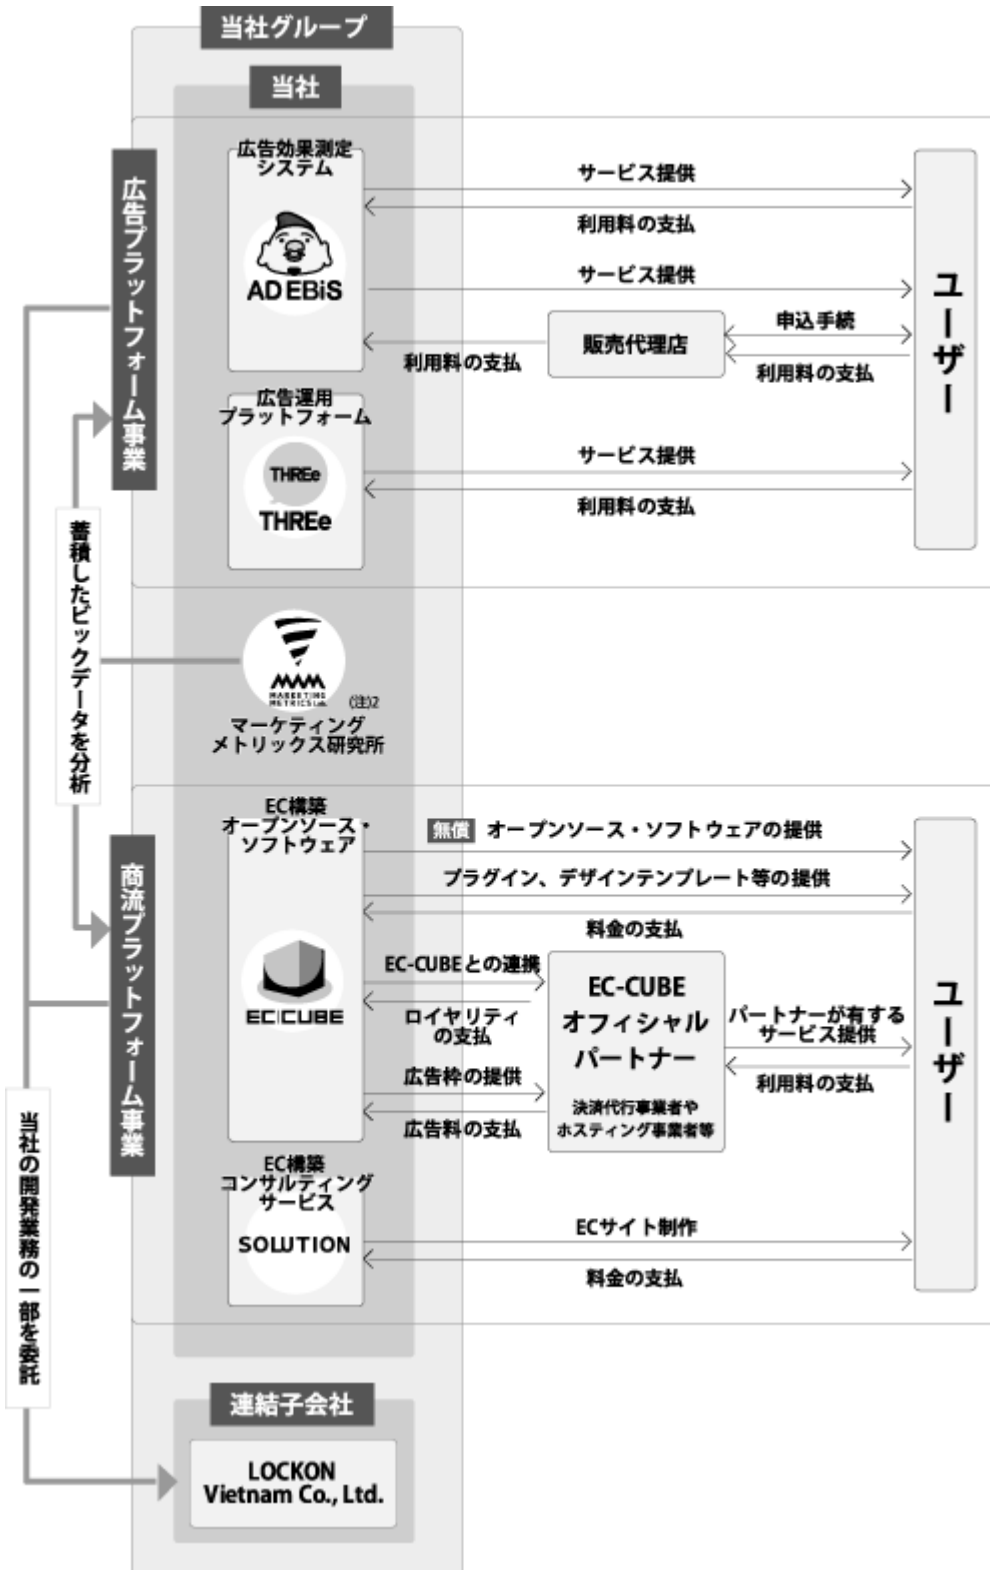 当社グループ
当社
広告プラットフォーム事業
広告効果測定
システム
AD EBiS
サービス提供
利用料の支払
サービス提供
販売代理店
申込手続
利用料の支払
利用料の支払
ユーザー
広告運用
プラットフォーム
THREe
THREe
サービス提供
利用料の支払
蓄積したビックデータを分析
MARKETING
METRICS Lab.
(注)2
マーケティング
メトリックス研究所
商流プラットフォーム事業
EC構築
オープンソース・
ソフトウェア
EC CUBE
無償 オープンソース・ソフトウェアの提供
プラグイン、デザインテンプレート等の提供
料金の支払
EC-CUBEとの連携
ロイヤリティ
の支払
広告枠の提供
広告料の支払
EC-CUBE
オフィシャル
パートナー
決済代行事業者や
ホスティング事業者等
パートナーが有する
サービス提供
利用料の支払
ユーザー
EC構築
コンサルティング
サービス
SOLUTION
ECサイト制作
料金の支払
当社の開発業務の一部を委託
連結子会社
LOCKON
Vietnam Co., Ltd.